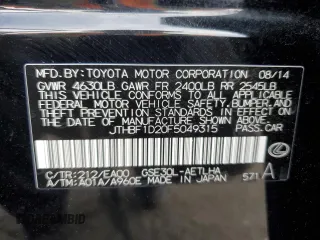 MFD. BY: TOYOTA MOTOR CORPORATION 08/14
GVWR 4630LB GAWR FR 2400LB RR 2545LB
THIS VEHICLE CONFORMS TO ALL APPLICABLE
FEDERAL MOTOR VEHICLE SAFETY, BUMPER, AND
THEFT PREVENTION STANDARDS IN EFFECT ON
THE DATE OF MANUFACTURE SHOWN ABOVE.
JTHBF1D20F5049315 PASS. CAR
C/TR:212/EA00 GSE30L-AETLHA
A/TM:A01A/A960E MADE IN JAPAN 571 A